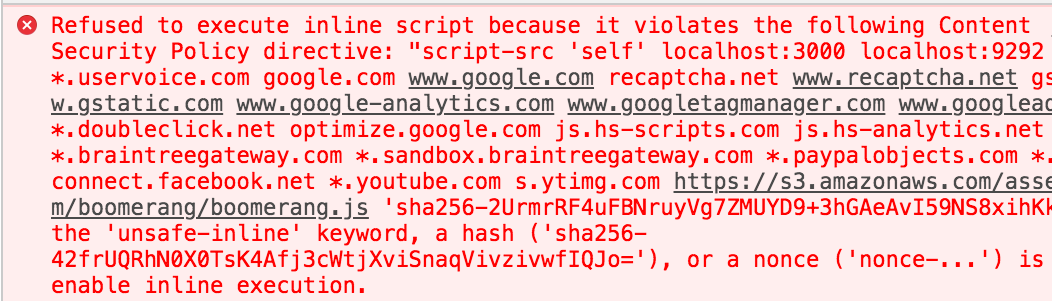 Refused to execute inline script because it violates the following Content
Security Policy directive: "script-src 'self' localhost:3000 localhost:9292
*.uservoice.com google.com www.google.com recaptcha.net www.recaptcha.net gs
w.gstatic.com www.google-analytics.com www.googletagmanager.com www.googlead
*.doubleclick.net optimize.google.com js.hs-scripts.com js.hs-analytics.net
*.braintreegateway.com *.sandbox.braintreegateway.com *.paypalobjects.com *.
connect.facebook.net *.youtube.com s.ytimg.com https://s3.amazonaws.com/asse
m/boomerang/boomerang.js 'sha256-2UrmrRF4uFBNruyVg7ZMUYD9+3hGAeAvI59NS8xihKk
the 'unsafe-inline' keyword, a hash ('sha256-
42frUQRhN0X0TsK4Afj3cWtjXviSnaqVivzivwfIQJo='), or a nonce ('nonce-...') is
enable inline execution.